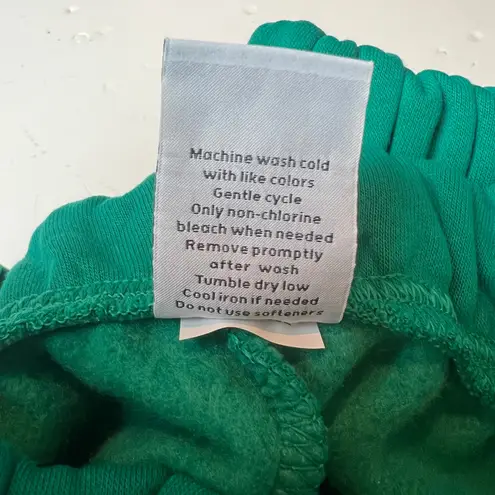 Machine wash cold
with like colors
Gentle cycle
Only non-chlorine
bleach when needed
Remove promptly
after wash
Tumble dry low
Cool iron if needed
Do not use softeners